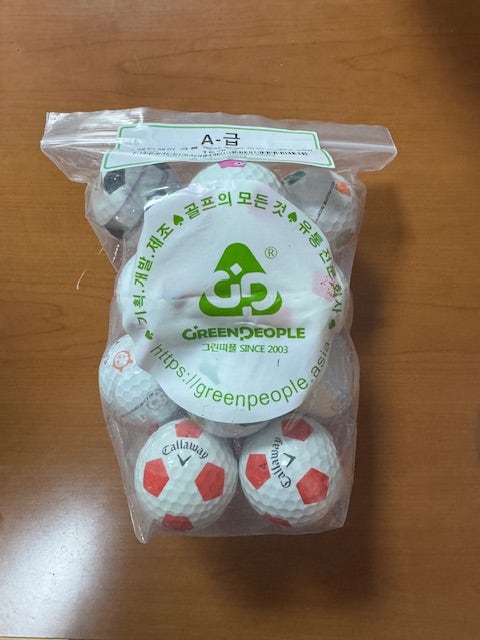 A-급
기획.개발.제조♠골프의 모든 것♠유통 전문회사♠
®
GP
GREENPEOPLE
그린피플 SINCE 2003
https://greenpeople.asia
Callaway
Callaway